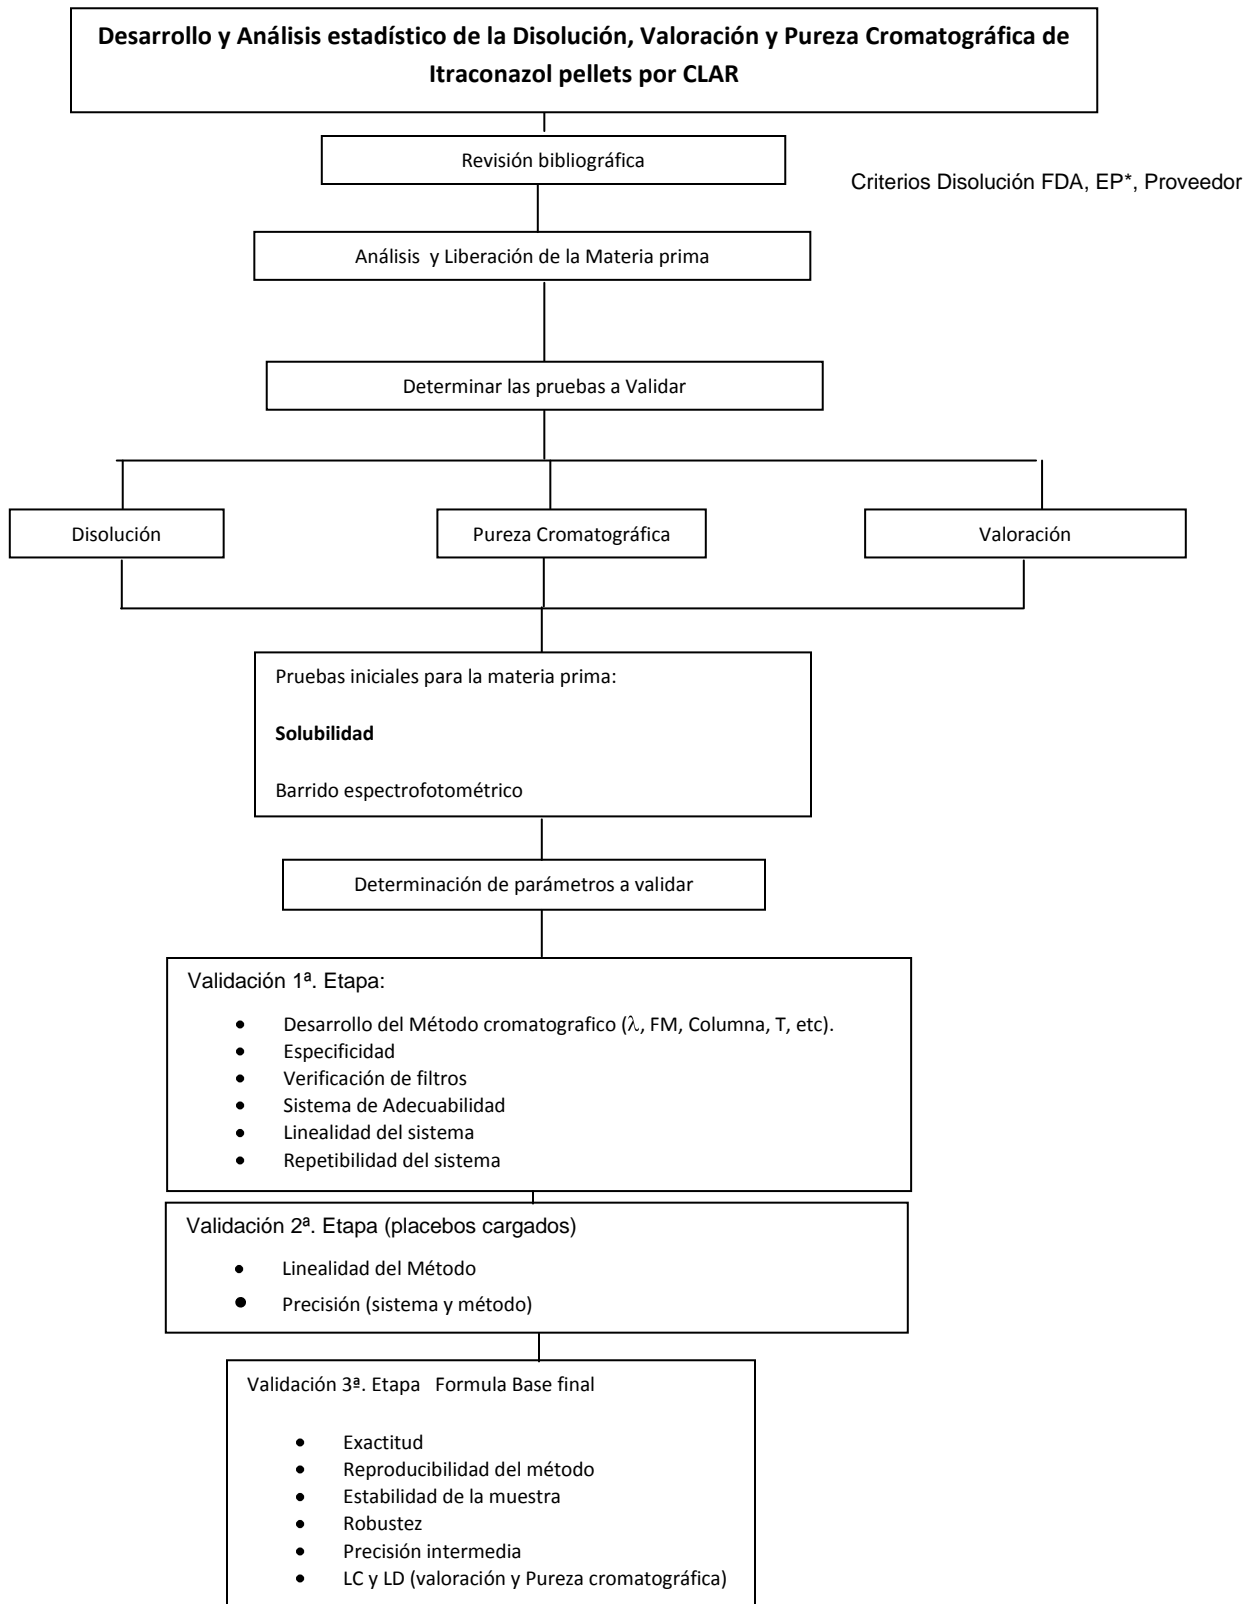 Desarrollo y Análisis estadístico de la Disolución, Valoración y Pureza Cromatográfica de
Itraconazol pellets por CLAR
Revisión bibliográfica
Criterios Disolución FDA, EP*, Proveedor
Análisis y Liberación de la Materia prima
Determinar las pruebas a Validar
Disolución
Pureza Cromatográfica
Valoración
Pruebas iniciales para la materia prima:
Solubilidad
Barrido espectrofotométrico
Determinación de parámetros a validar
Validación 1ª. Etapa:
• Desarrollo del Método cromatografico (λ, FM, Columna, T, etc).
• Especificidad
• Verificación de filtros
• Sistema de Adecuabilidad
• Linealidad del sistema
• Repetibilidad del sistema
Validación 2ª. Etapa (placebos cargados)
• Linealidad del Método
• Precisión (sistema y método)
Validación 3ª. Etapa Formula Base final
• Exactitud
• Reproducibilidad del método
• Estabilidad de la muestra
• Robustez
• Precisión intermedia
• LC y LD (valoración y Pureza cromatográfica)